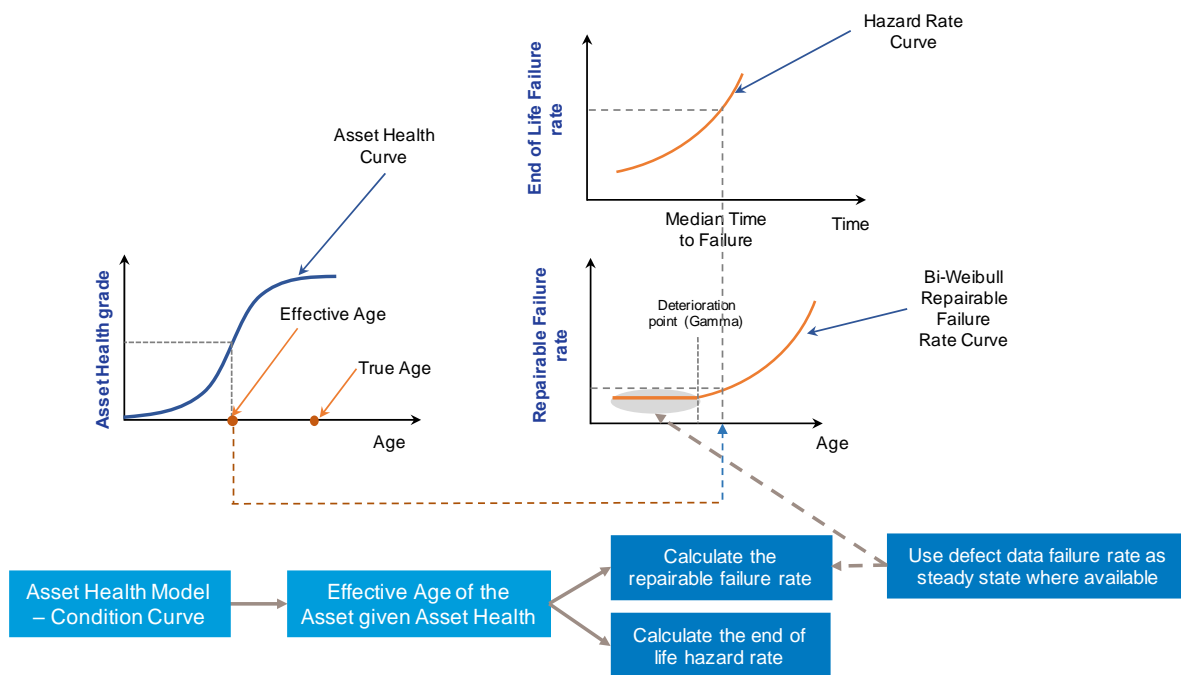 Hazard Rate
Curve
End of Life Failure
rate
Asset Health
Curve
Median Time
to Failure
Time
Asset Health grade
Effective Age
True Age
Age
Repairable Failure
rate
Deterioration
point (Gamma)
Bi-Weibull
Repairable
Failure
Rate Curve
Age
Asset Health Model
– Condition Curve
Effective Age of the
Asset given Asset Health
Calculate the
repairable failure rate
Use defect data failure rate as
steady state where available
Calculate the end of
life hazard rate